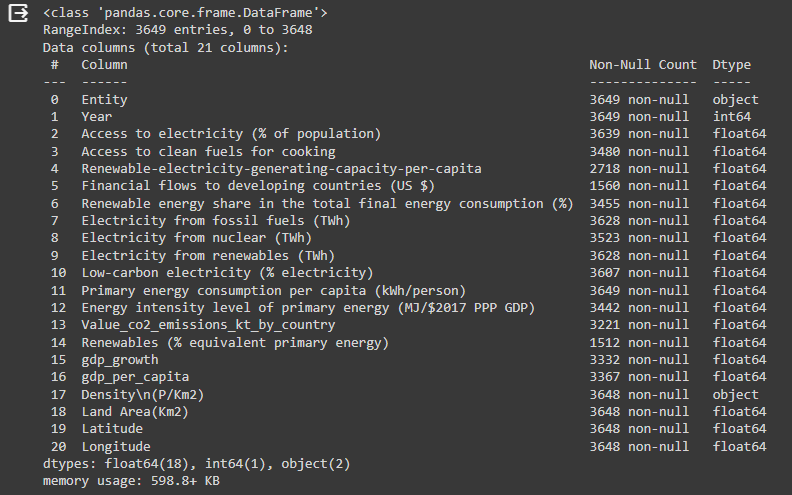 <class 'pandas.core.frame.DataFrame'>
RangeIndex: 3649 entries, 0 to 3648
Data columns (total 21 columns):
 #   Column                                                            Non-Null Count  Dtype
---  ------                                                            --------------  -----
 0   Entity                                                            3649 non-null   object
 1   Year                                                              3649 non-null   int64
 2   Access to electricity (% of population)                           3639 non-null   float64
 3   Access to clean fuels for cooking                                 3480 non-null   float64
 4   Renewable-electricity-generating-capacity-per-capita              2718 non-null   float64
 5   Financial flows to developing countries (US $)                    1560 non-null   float64
 6   Renewable energy share in the total final energy consumption (%)  3455 non-null   float64
 7   Electricity from fossil fuels (TWh)                               3628 non-null   float64
 8   Electricity from nuclear (TWh)                                    3523 non-null   float64
 9   Electricity from renewables (TWh)                                 3628 non-null   float64
 10  Low-carbon electricity (% electricity)                            3607 non-null   float64
 11  Primary energy consumption per capita (kWh/person)                3649 non-null   float64
 12  Energy intensity level of primary energy (MJ/$2017 PPP GDP)       3442 non-null   float64
 13  Value_co2_emissions_kt_by_country                                 3221 non-null   float64
 14  Renewables (% equivalent primary energy)                          1512 non-null   float64
 15  gdp_growth                                                        3332 non-null   float64
 16  gdp_per_capita                                                    3367 non-null   float64
 17  Density\n(P/Km2)                                                  3648 non-null   object
 18  Land Area(Km2)                                                    3648 non-null   float64
 19  Latitude                                                          3648 non-null   float64
 20  Longitude                                                         3648 non-null   float64
dtypes: float64(18), int64(1), object(2)
memory usage: 598.8+ KB